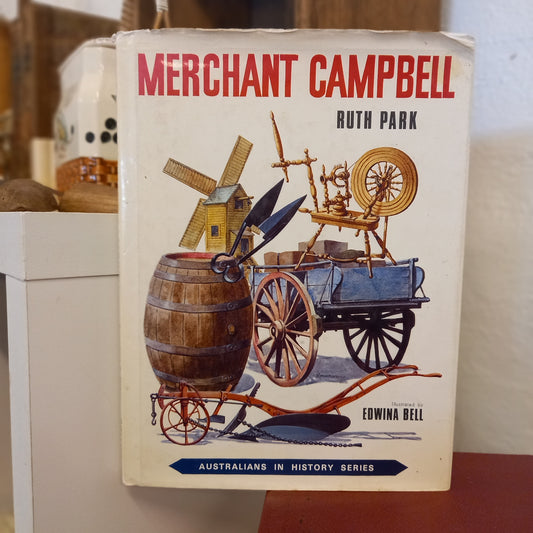 MERCHANT CAMPBELL
RUTH PARK
Illustrated by
EDWINA BELL
AUSTRALIANS IN HISTORY SERIES